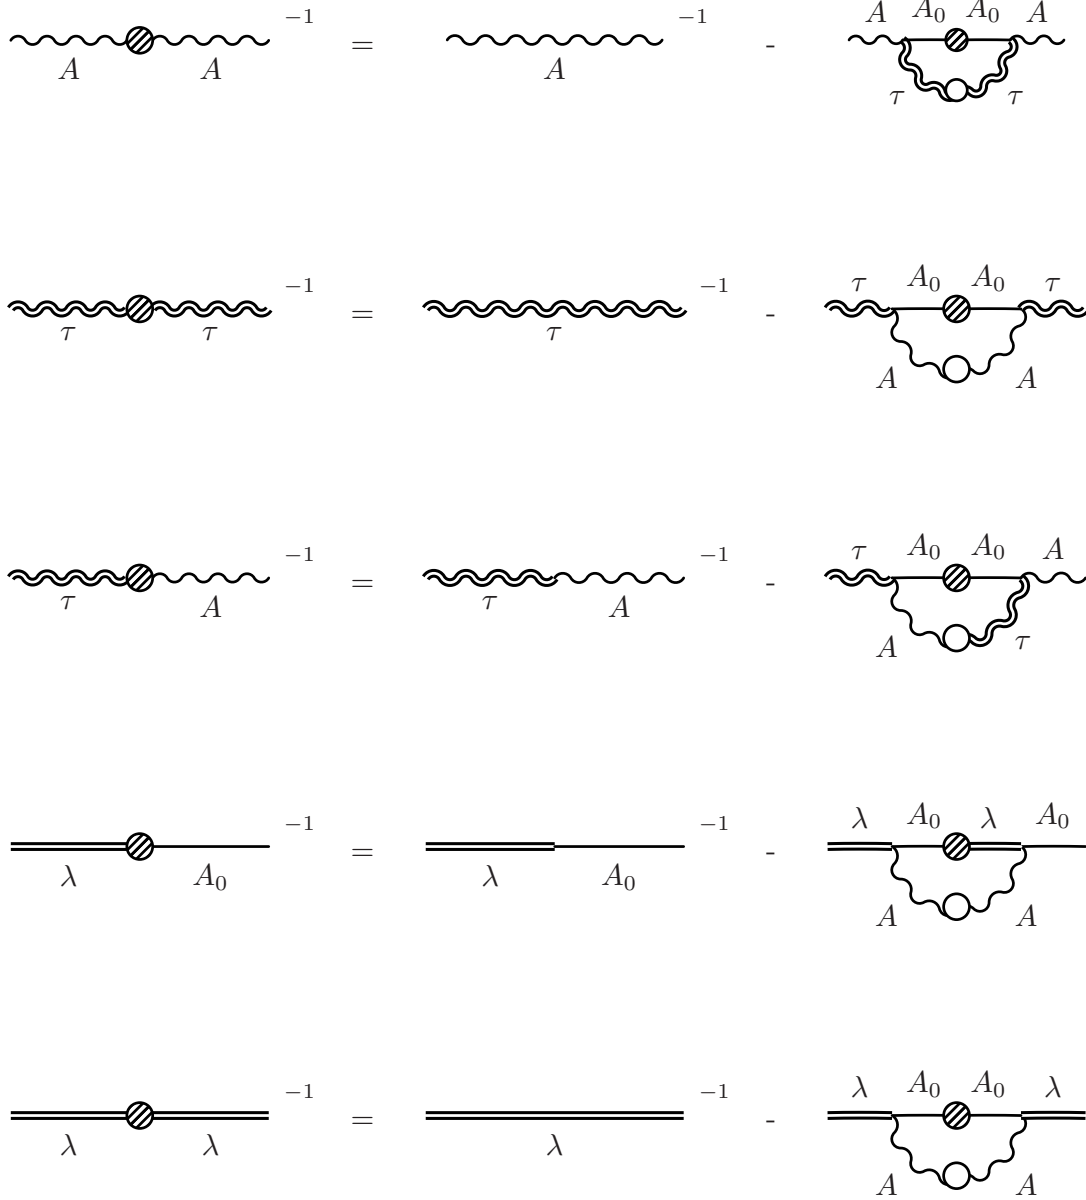 A A −1 = A - A A₀ A₀ A τ τ
τ τ −1 = τ −1 - τ A₀ A₀ τ A A
τ A −1 = τ A −1 - τ A₀ A₀ A A τ
λ A₀ −1 = λ A₀ −1 - λ A₀ λ A₀ A A
λ λ −1 = λ −1 - λ A₀ A₀ λ A A